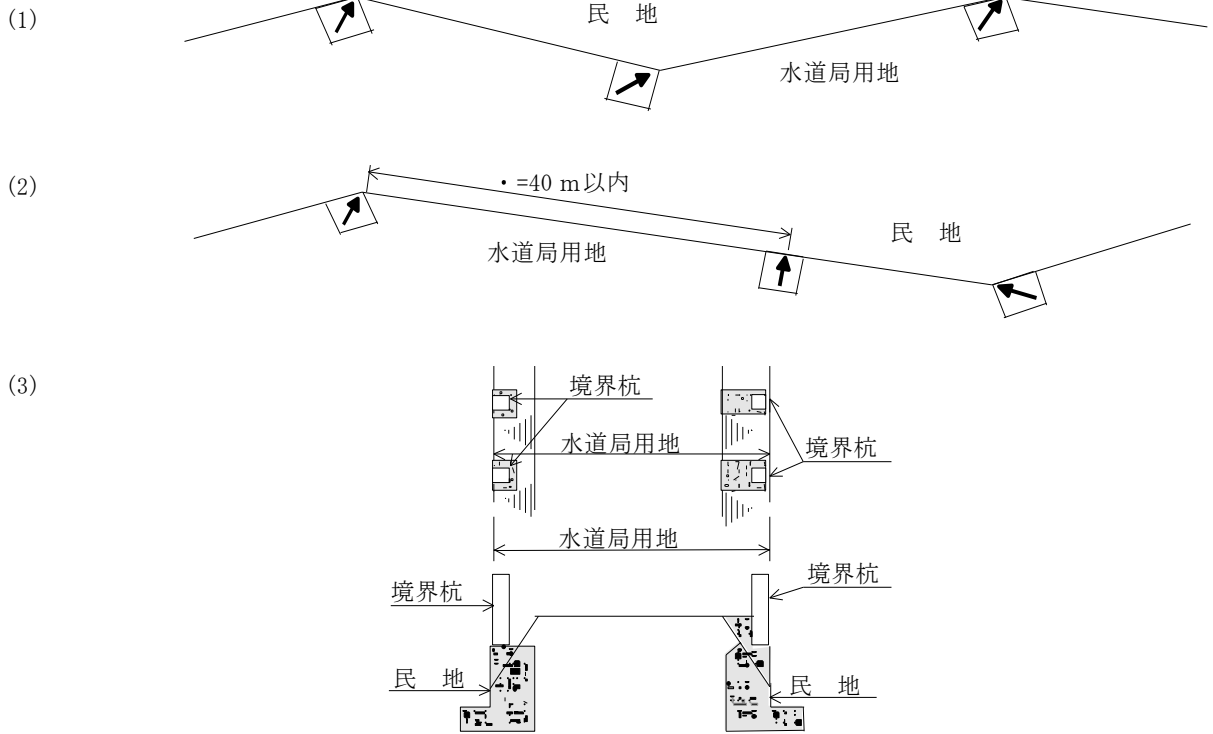 (1)
民　地
水道局用地
(2)
・=40 m以内
民　地
水道局用地
(3)
境界杭
水道局用地
境界杭
水道局用地
境界杭
境界杭
民　地
民　地